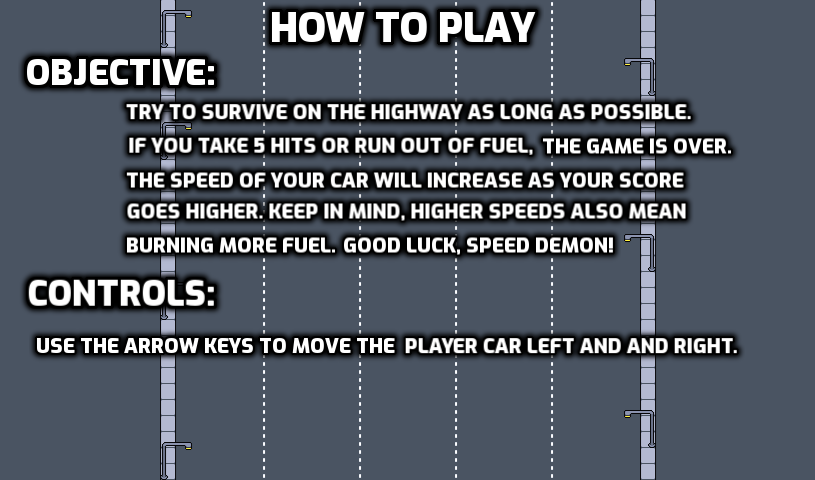 HOW TO PLAY
OBJECTIVE:
TRY TO SURVIVE ON THE HIGHWAY AS LONG AS POSSIBLE.
IF YOU TAKE 5 HITS OR RUN OUT OF FUEL, THE GAME IS OVER.
THE SPEED OF YOUR CAR WILL INCREASE AS YOUR SCORE
GOES HIGHER. KEEP IN MIND, HIGHER SPEEDS ALSO MEAN
BURNING MORE FUEL. GOOD LUCK, SPEED DEMON!
CONTROLS:
USE THE ARROW KEYS TO MOVE THE PLAYER CAR LEFT AND AND RIGHT.